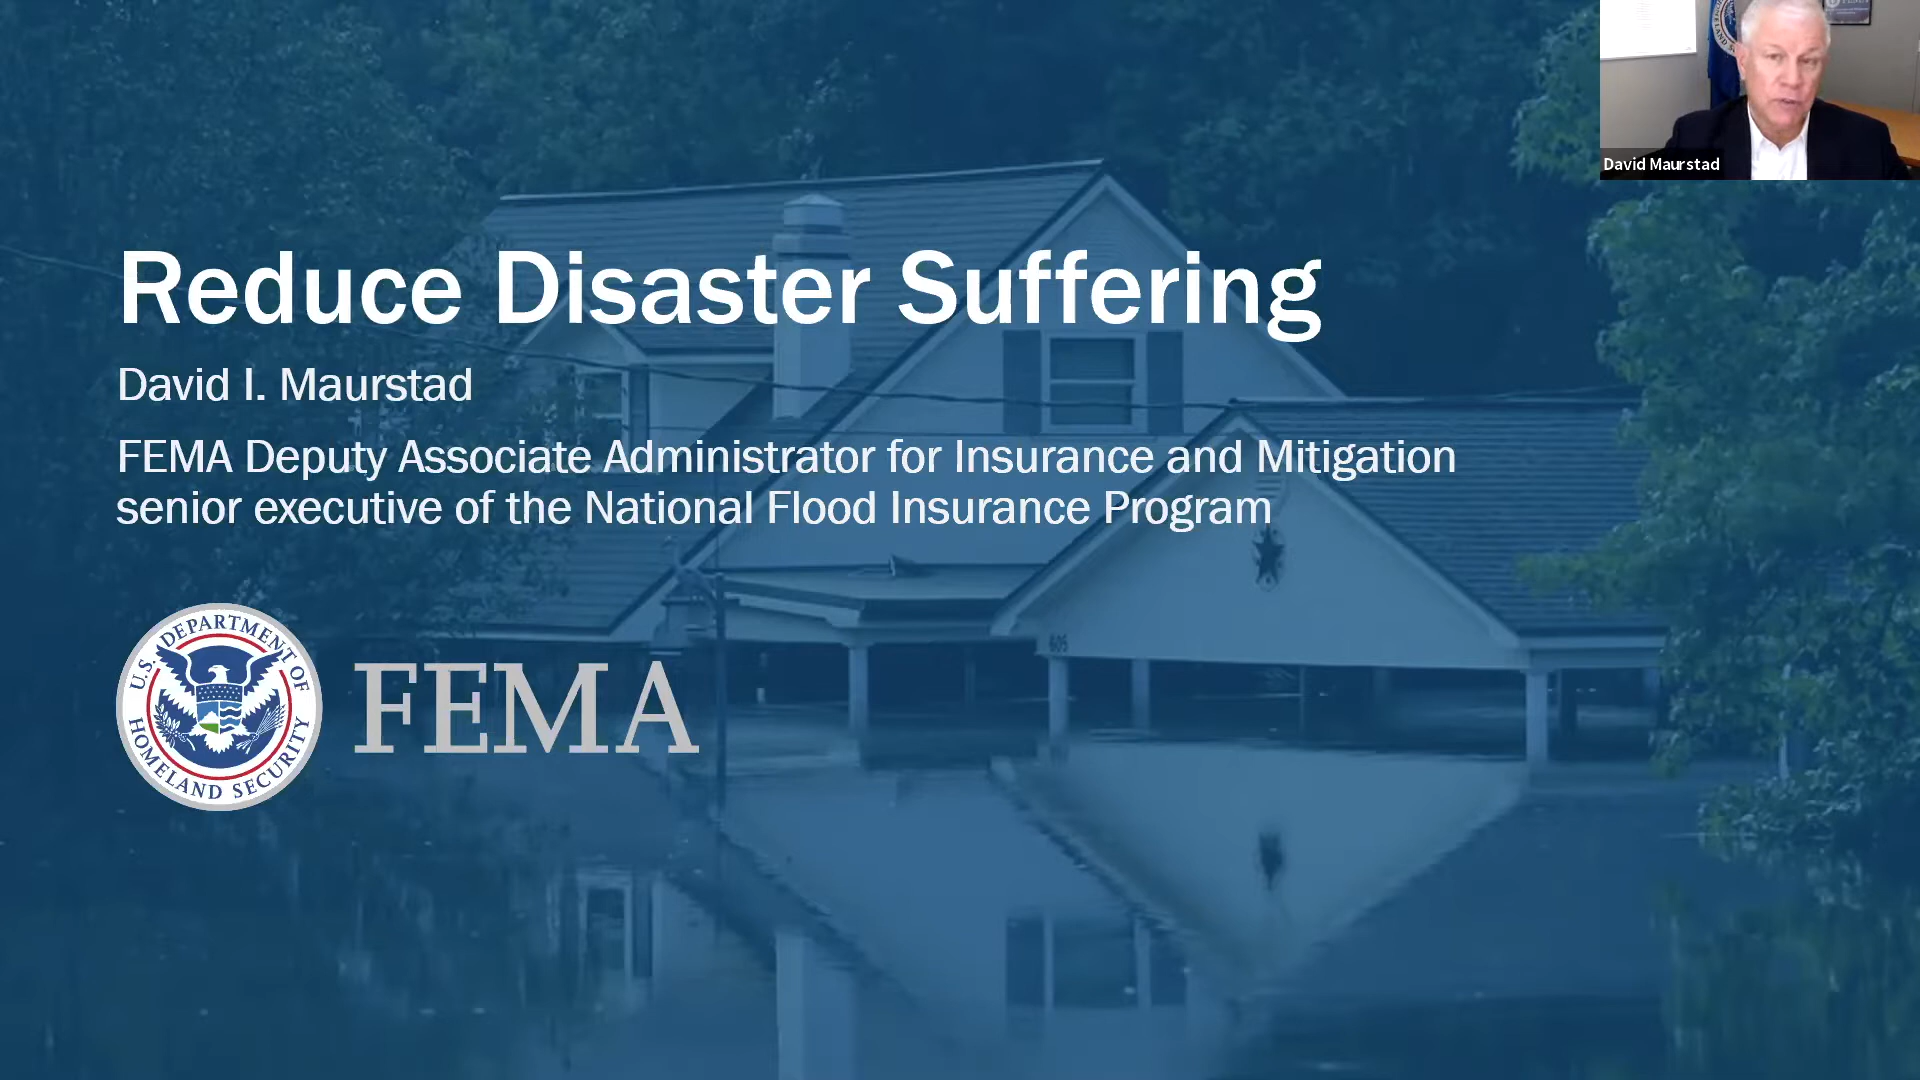 Reduce Disaster Suffering
David I. Maurstad
FEMA Deputy Associate Administrator for Insurance and Mitigation
senior executive of the National Flood Insurance Program
U.S. DEPARTMENT OF
HOMELAND SECURITY
FEMA
David Maurstad
605